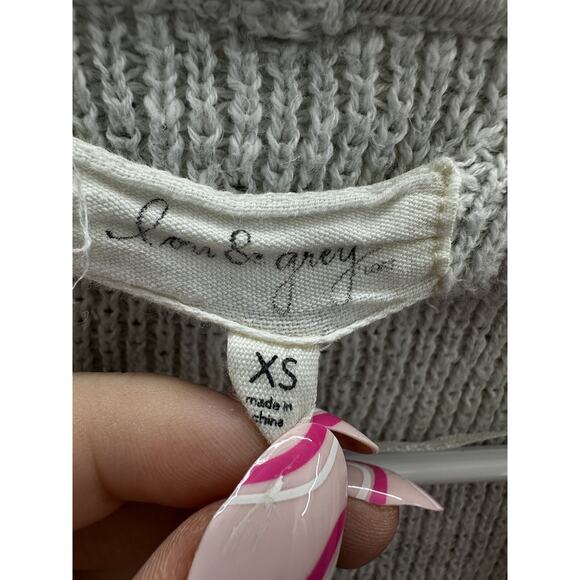 lou & grey
XS
made in
china